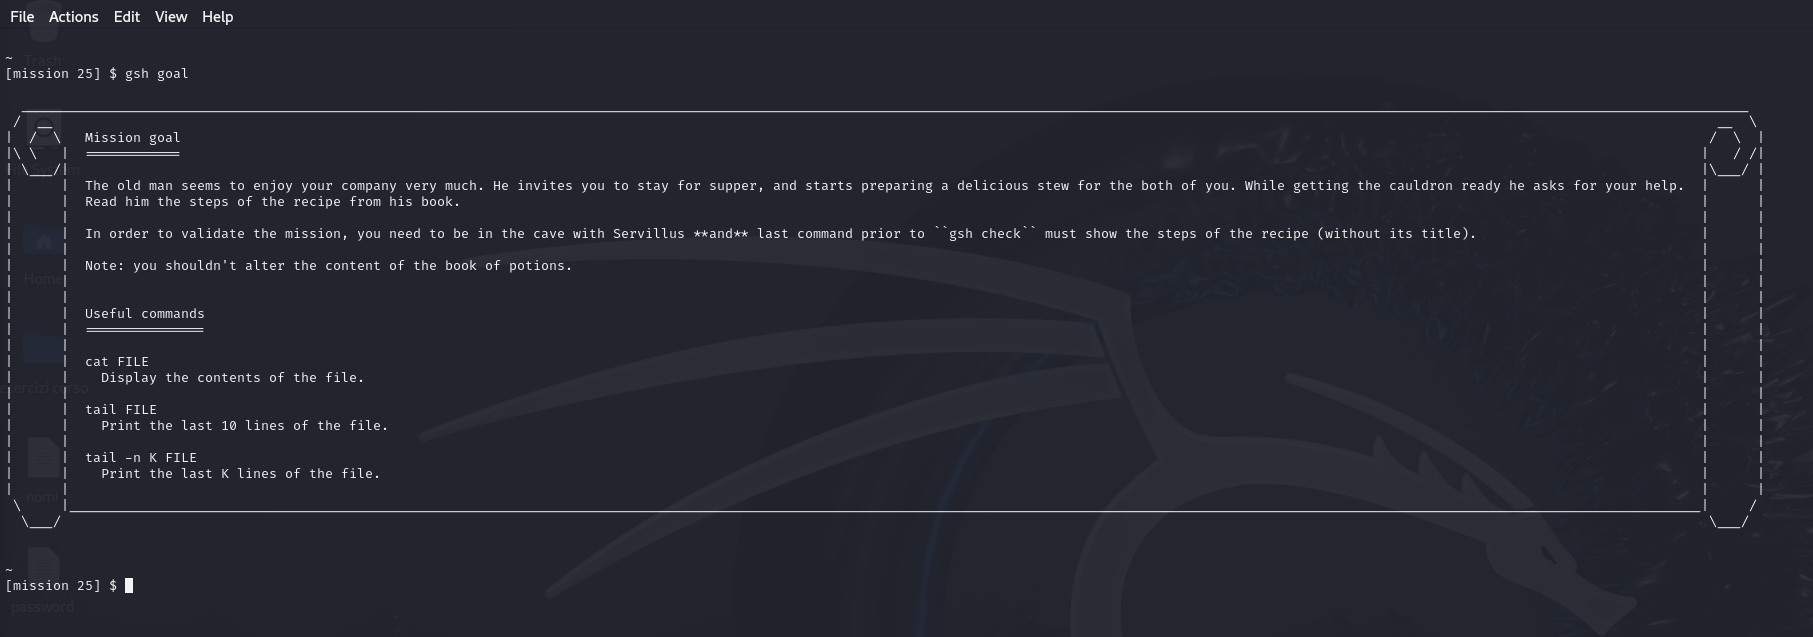 File Actions Edit View Help
Trash
~
[mission 25] $ gsh goal
Mission goal
============
The old man seems to enjoy your company very much. He invites you to stay for supper, and starts preparing a delicious stew for the both of you. While getting the cauldron ready he asks for your help.
Read him the steps of the recipe from his book.
In order to validate the mission, you need to be in the cave with Servillus **and** last command prior to ``gsh check`` must show the steps of the recipe (without its title).
Note: you shouldn't alter the content of the book of potions.
Home
Useful commands
===============
cat FILE
Display the contents of the file.
esercizi corso
tail FILE
Print the last 10 lines of the file.
tail -n K FILE
Print the last K lines of the file.
nomi
~
[mission 25] $
password